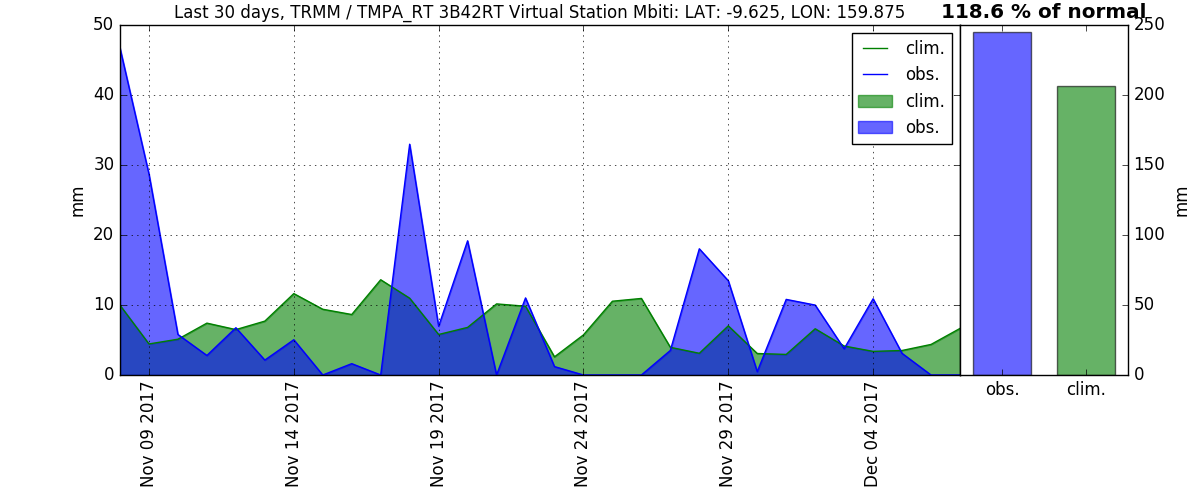 Last 30 days, TRMM / TMPA_RT 3B42RT Virtual Station Mbiti: LAT: -9.625, LON: 159.875
118.6 % of normal
50
40
30
20
10
0
mm
clim.
obs.
clim.
obs.
Nov 09 2017
Nov 14 2017
Nov 19 2017
Nov 24 2017
Nov 29 2017
Dec 04 2017
250
200
150
100
50
0
mm
obs.
clim.